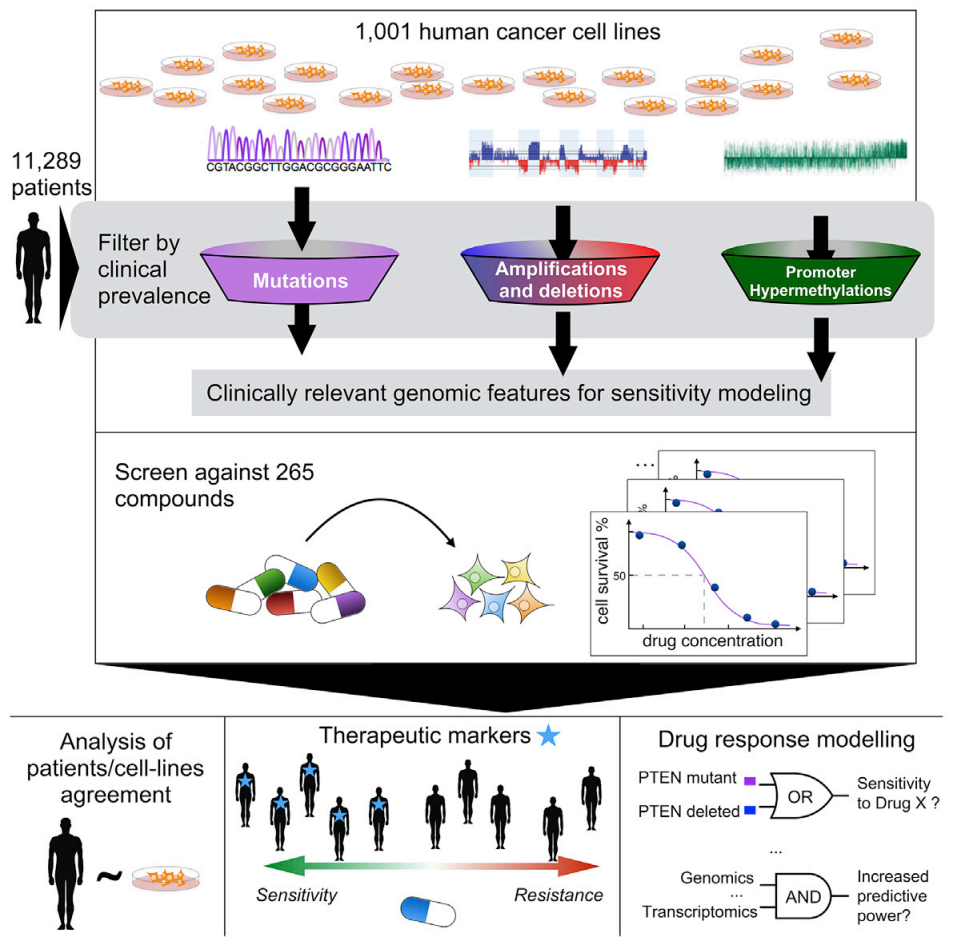 1,001 human cancer cell lines
11,289
patients
CGTACGGCTTGGACGCGGGAATTC
Filter by
clinical
prevalence
Mutations
Amplifications
and deletions
Promoter
Hypermethylations
Clinically relevant genomic features for sensitivity modeling
Screen against 265
compounds
...
%
%
cell survival %
50
drug concentration
Analysis of
patients/cell-lines
agreement
~
Therapeutic markers
Sensitivity
Resistance
Drug response modelling
PTEN mutant
PTEN deleted
OR
Sensitivity
to Drug X ?
...
Genomics
...
Transcriptomics
AND
Increased
predictive
power?